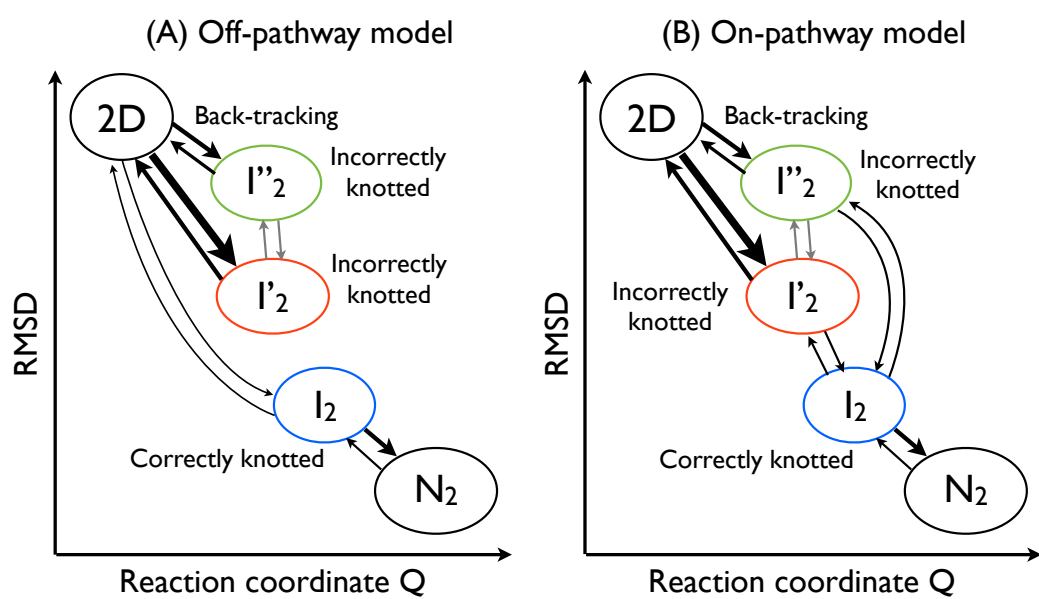 (A) Off-pathway model
2D
Back-tracking
I”2
Incorrectly
knotted
I’2
Incorrectly
knotted
I2
Correctly knotted
N2
RMSD
Reaction coordinate Q
(B) On-pathway model
2D
Back-tracking
I”2
Incorrectly
knotted
I’2
Incorrectly
knotted
I2
Correctly knotted
N2
RMSD
Reaction coordinate Q